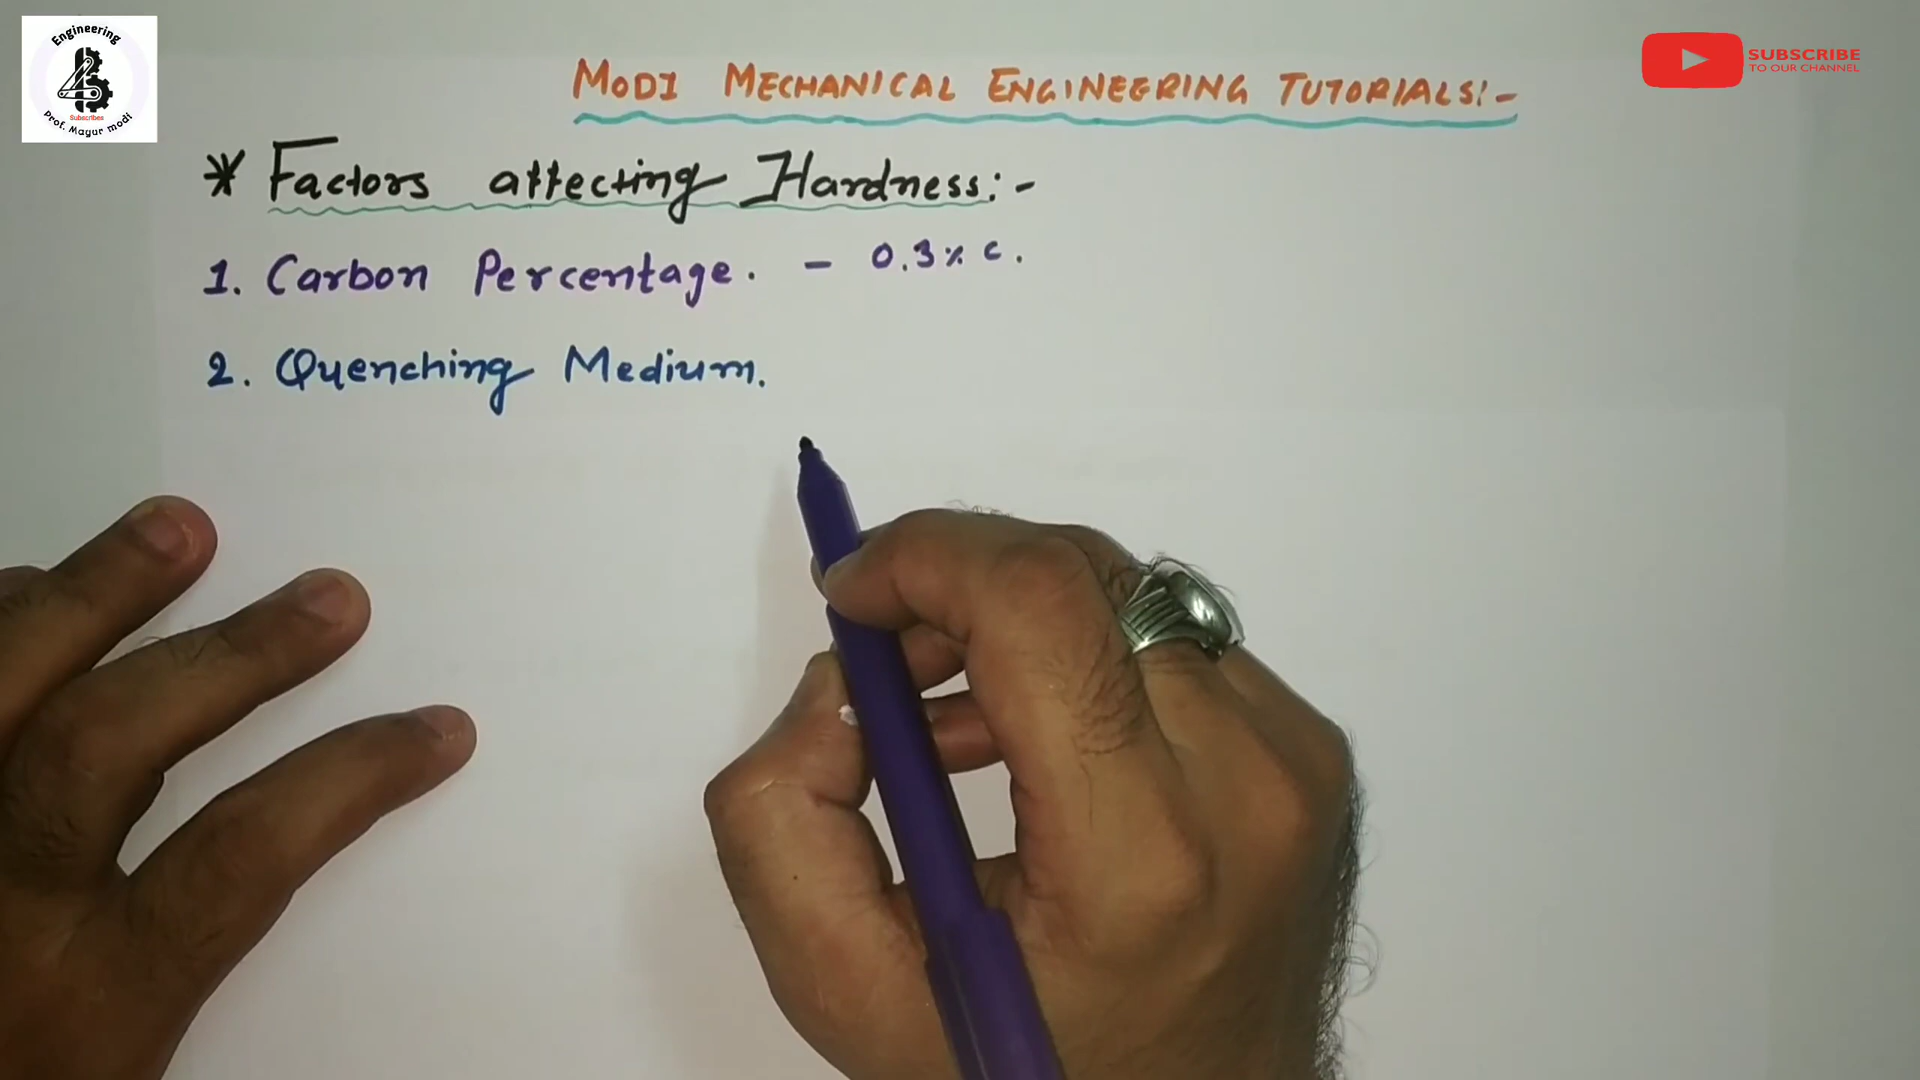 Engineering
Subscribes
Prof. Mayur modi
SUBSCRIBE
TO OUR CHANNEL
MODI MECHANICAL ENGINEERING TUTORIALS:-
* Factors affecting Hardness:-
1. Carbon Percentage. - 0.3% c.
2. Quenching Medium.